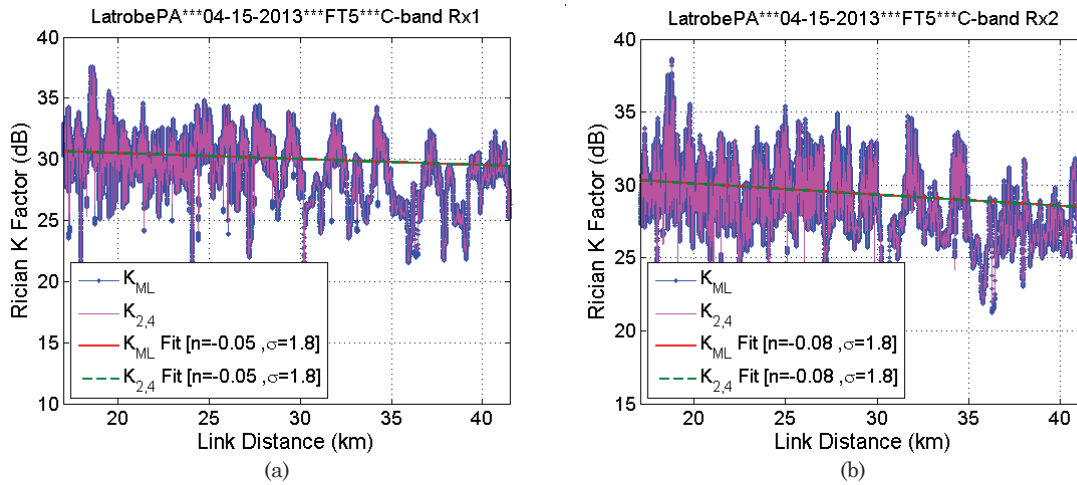 LatrobePA***04-15-2013***FT5***C-band Rx1
Rician K Factor (dB)
40
35
30
25
20
15
10
K_ML
K_2,4
K_ML Fit [n=-0.05 ,σ=1.8]
K_2,4 Fit [n=-0.05 ,σ=1.8]
20 25 30 35 40
Link Distance (km)
(a)
LatrobePA***04-15-2013***FT5***C-band Rx2
Rician K Factor (dB)
40
35
30
25
20
15
K_ML
K_2,4
K_ML Fit [n=-0.08 ,σ=1.8]
K_2,4 Fit [n=-0.08 ,σ=1.8]
20 25 30 35 40
Link Distance (km)
(b)